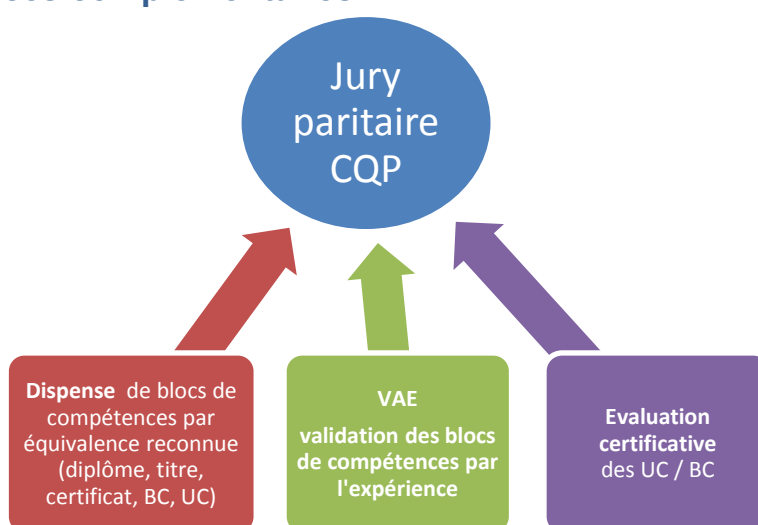 Jury
paritaire
CQP
Dispense de blocs de
compétences par
équivalence reconnue
(diplôme, titre,
certificat, BC, UC)
VAE
validation des blocs
de compétences par
l'expérience
Evaluation
certificative
des UC / BC